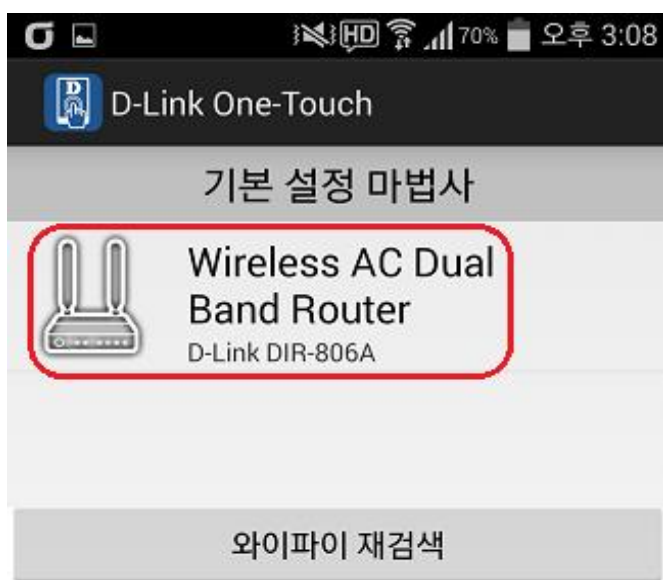 HD 70% 오후 3:08
D-Link One-Touch
기본 설정 마법사
Wireless AC Dual
Band Router
D-Link DIR-806A
와이파이 재검색